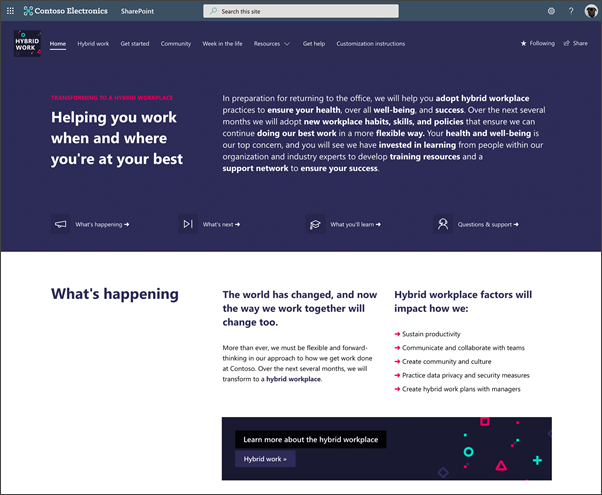 Contoso Electronics SharePoint Search this site ?
HYBRID
WORK
Home Hybrid work Get started Community Week in the life Resources Get help Customization instructions Following Share
TRANSFORMING TO A HYBRID WORKPLACE
Helping you work
when and where
you're at your best
In preparation for returning to the office, we will help you adopt hybrid workplace
practices to ensure your health, over all well-being, and success. Over the next several
months we will adopt new workplace habits, skills, and policies that ensure we can
continue doing our best work in a more flexible way. Your health and well-being is
our top concern, and you will see we have invested in learning from people within our
organization and industry experts to develop training resources and a
support network to ensure your success.
What's happening ➔ What's next ➔ What you'll learn ➔ Questions & support ➔
What's happening
The world has changed, and now
the way we work together will
change too.
More than ever, we must be flexible and forward-
thinking in our approach to how we get work done
at Contoso. Over the next several months, we will
transform to a hybrid workplace.
Hybrid workplace factors will
impact how we:
➔ Sustain productivity
➔ Communicate and collaborate with teams
➔ Create community and culture
➔ Practice data privacy and security measures
➔ Create hybrid work plans with managers
Learn more about the hybrid workplace
Hybrid work »